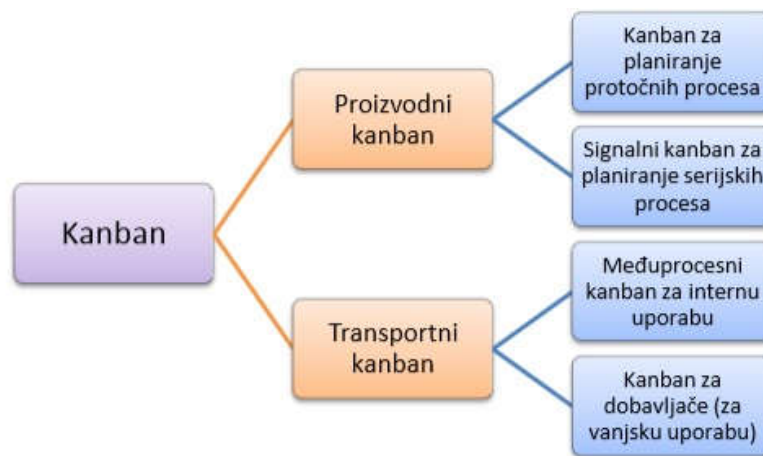 Kanban
Proizvodni
kanban
Kanban za
planiranje
protočnih procesa
Signalni kanban za
planiranje serijskih
procesa
Transportni
kanban
Međuprocesni
kanban za internu
uporabu
Kanban za
dobavljače (za
vanjsku uporabu)